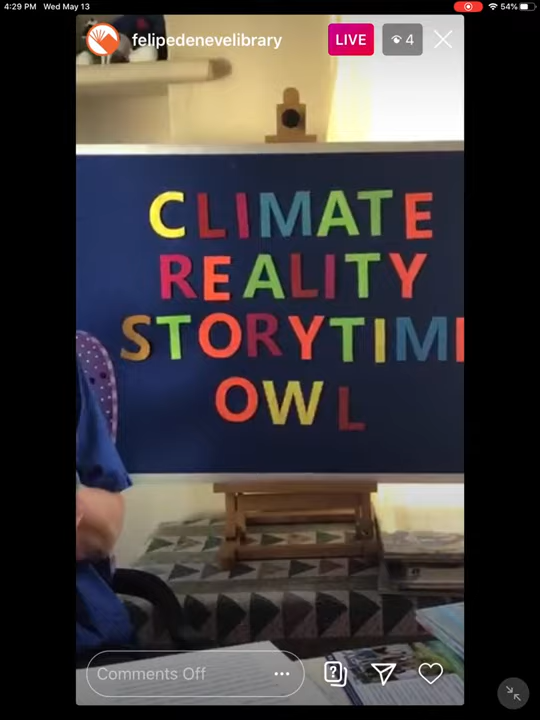 4:29 PM Wed May 13 54%
felipedenevelibrary LIVE 4
CLIMATE
REALITY
STORYTIM
OWL
Comments Off